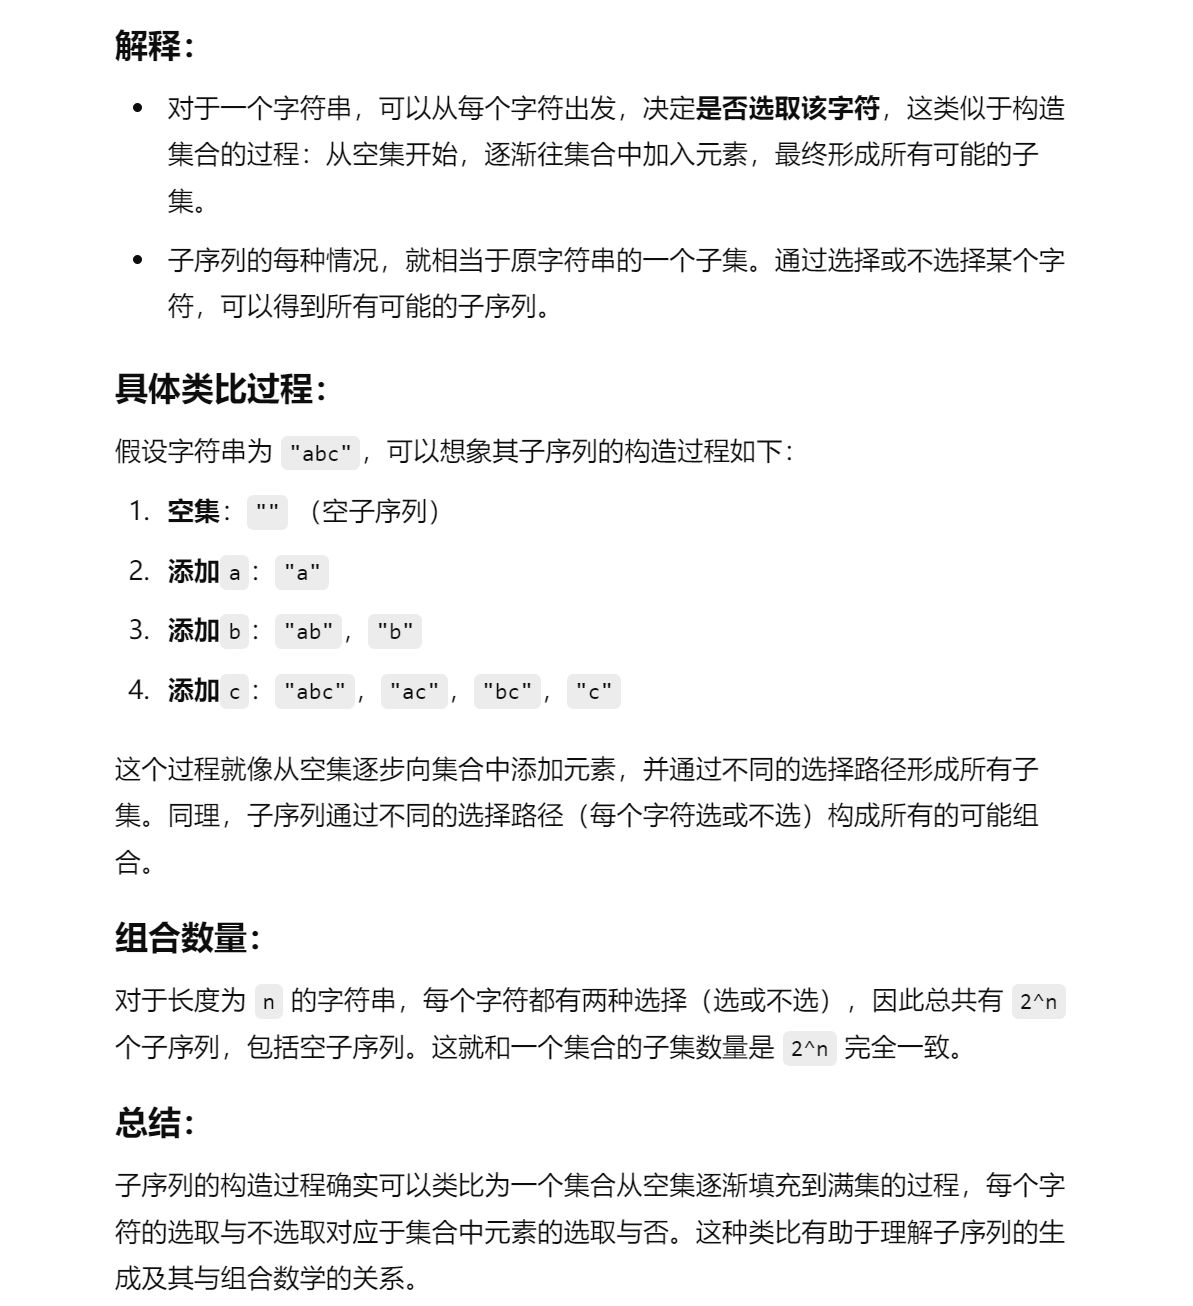 解释：
• 对于一个字符串，可以从每个字符出发，决定是否选取该字符，这类似于构造
集合的过程：从空集开始，逐渐往集合中加入元素，最终形成所有可能的子
集。
• 子序列的每种情况，就相当于原字符串的一个子集。通过选择或不选择某个字
符，可以得到所有可能的子序列。
具体类比过程：
假设字符串为 "abc"，可以想象其子序列的构造过程如下：
1. 空集： "" （空子序列）
2. 添加 a ： "a"
3. 添加 b ： "ab"， "b"
4. 添加 c ： "abc"， "ac"， "bc"， "c"
这个过程就像从空集逐步向集合中添加元素，并通过不同的选择路径形成所有子
集。同理，子序列通过不同的选择路径（每个字符选或不选）构成所有的可能组
合。
组合数量：
对于长度为 n 的字符串，每个字符都有两种选择（选或不选），因此总共有 2^n
个子序列，包括空子序列。这就和一个集合的子集数量是 2^n 完全一致。
总结：
子序列的构造过程确实可以类比为一个集合从空集逐渐填充到满集的过程，每个字
符的选取与不选取对应于集合中元素的选取与否。这种类比有助于理解子序列的生
成及其与组合数学的关系。